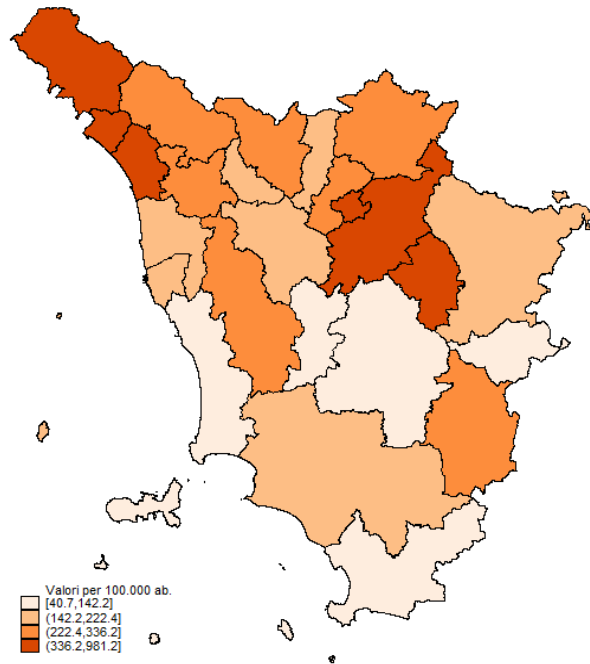 Valori per 100.000 ab.
[40.7,142.2]
(142.2,222.4]
(222.4,336.2]
(336.2,981.2]